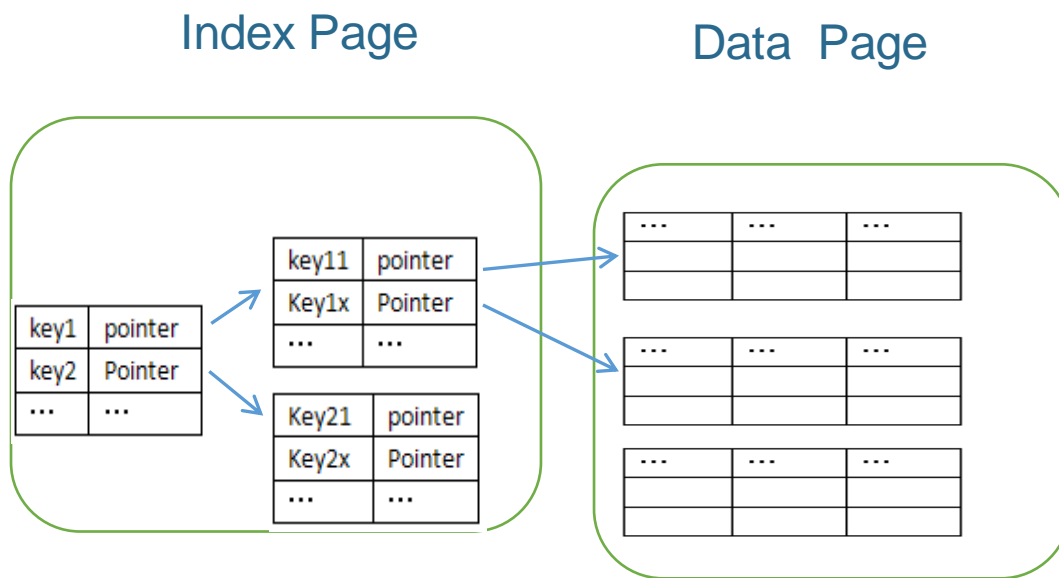 Index Page
Data Page
key1 pointer
key2 Pointer
... ...
key11 pointer
Key1x Pointer
... ...
Key21 pointer
Key2x Pointer
... ...
... ... ...
... ... ...
... ... ...